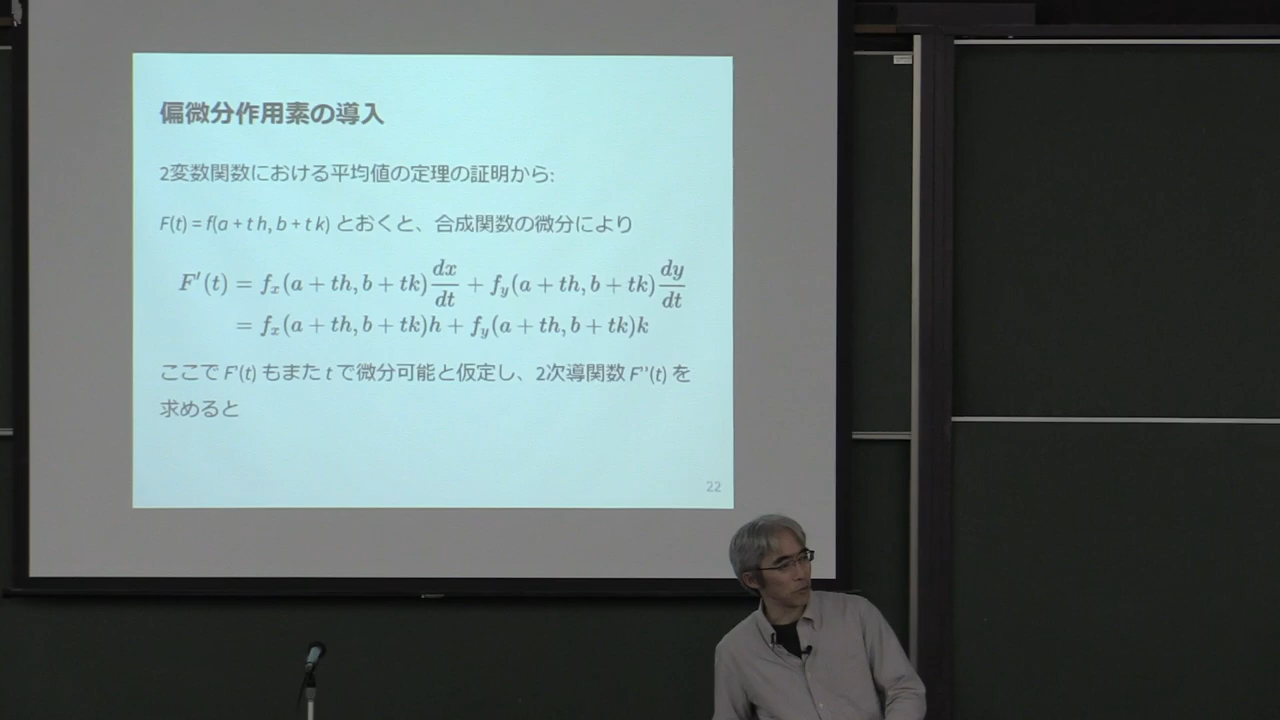 偏微分作用素の導入
2変数関数における平均値の定理の証明から:
F(t) = f(a + t h, b + t k) とおくと、合成関数の微分により
F′(t) = f_x(a + th, b + tk) dx/dt + f_y(a + th, b + tk) dy/dt
= f_x(a + th, b + tk)h + f_y(a + th, b + tk)k
ここで F'(t) もまた t で微分可能と仮定し、2次導関数 F''(t) を
求めると
22